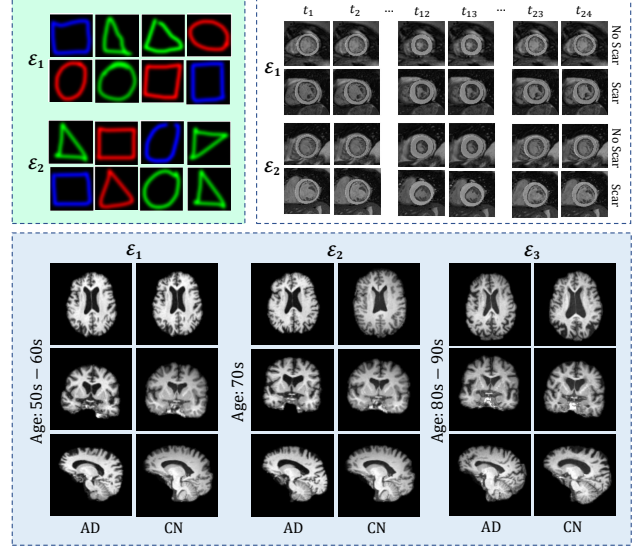 ℰ₁
ℰ₂
t₁ t₂ ... t₁₂ t₁₃ ... t₂₃ t₂₄
ℰ₁
No Scar
Scar
ℰ₂
No Scar
Scar
ℰ₁ ℰ₂ ℰ₃
Age: 50s − 60s
Age: 70s
Age: 80s − 90s
AD CN AD CN AD CN